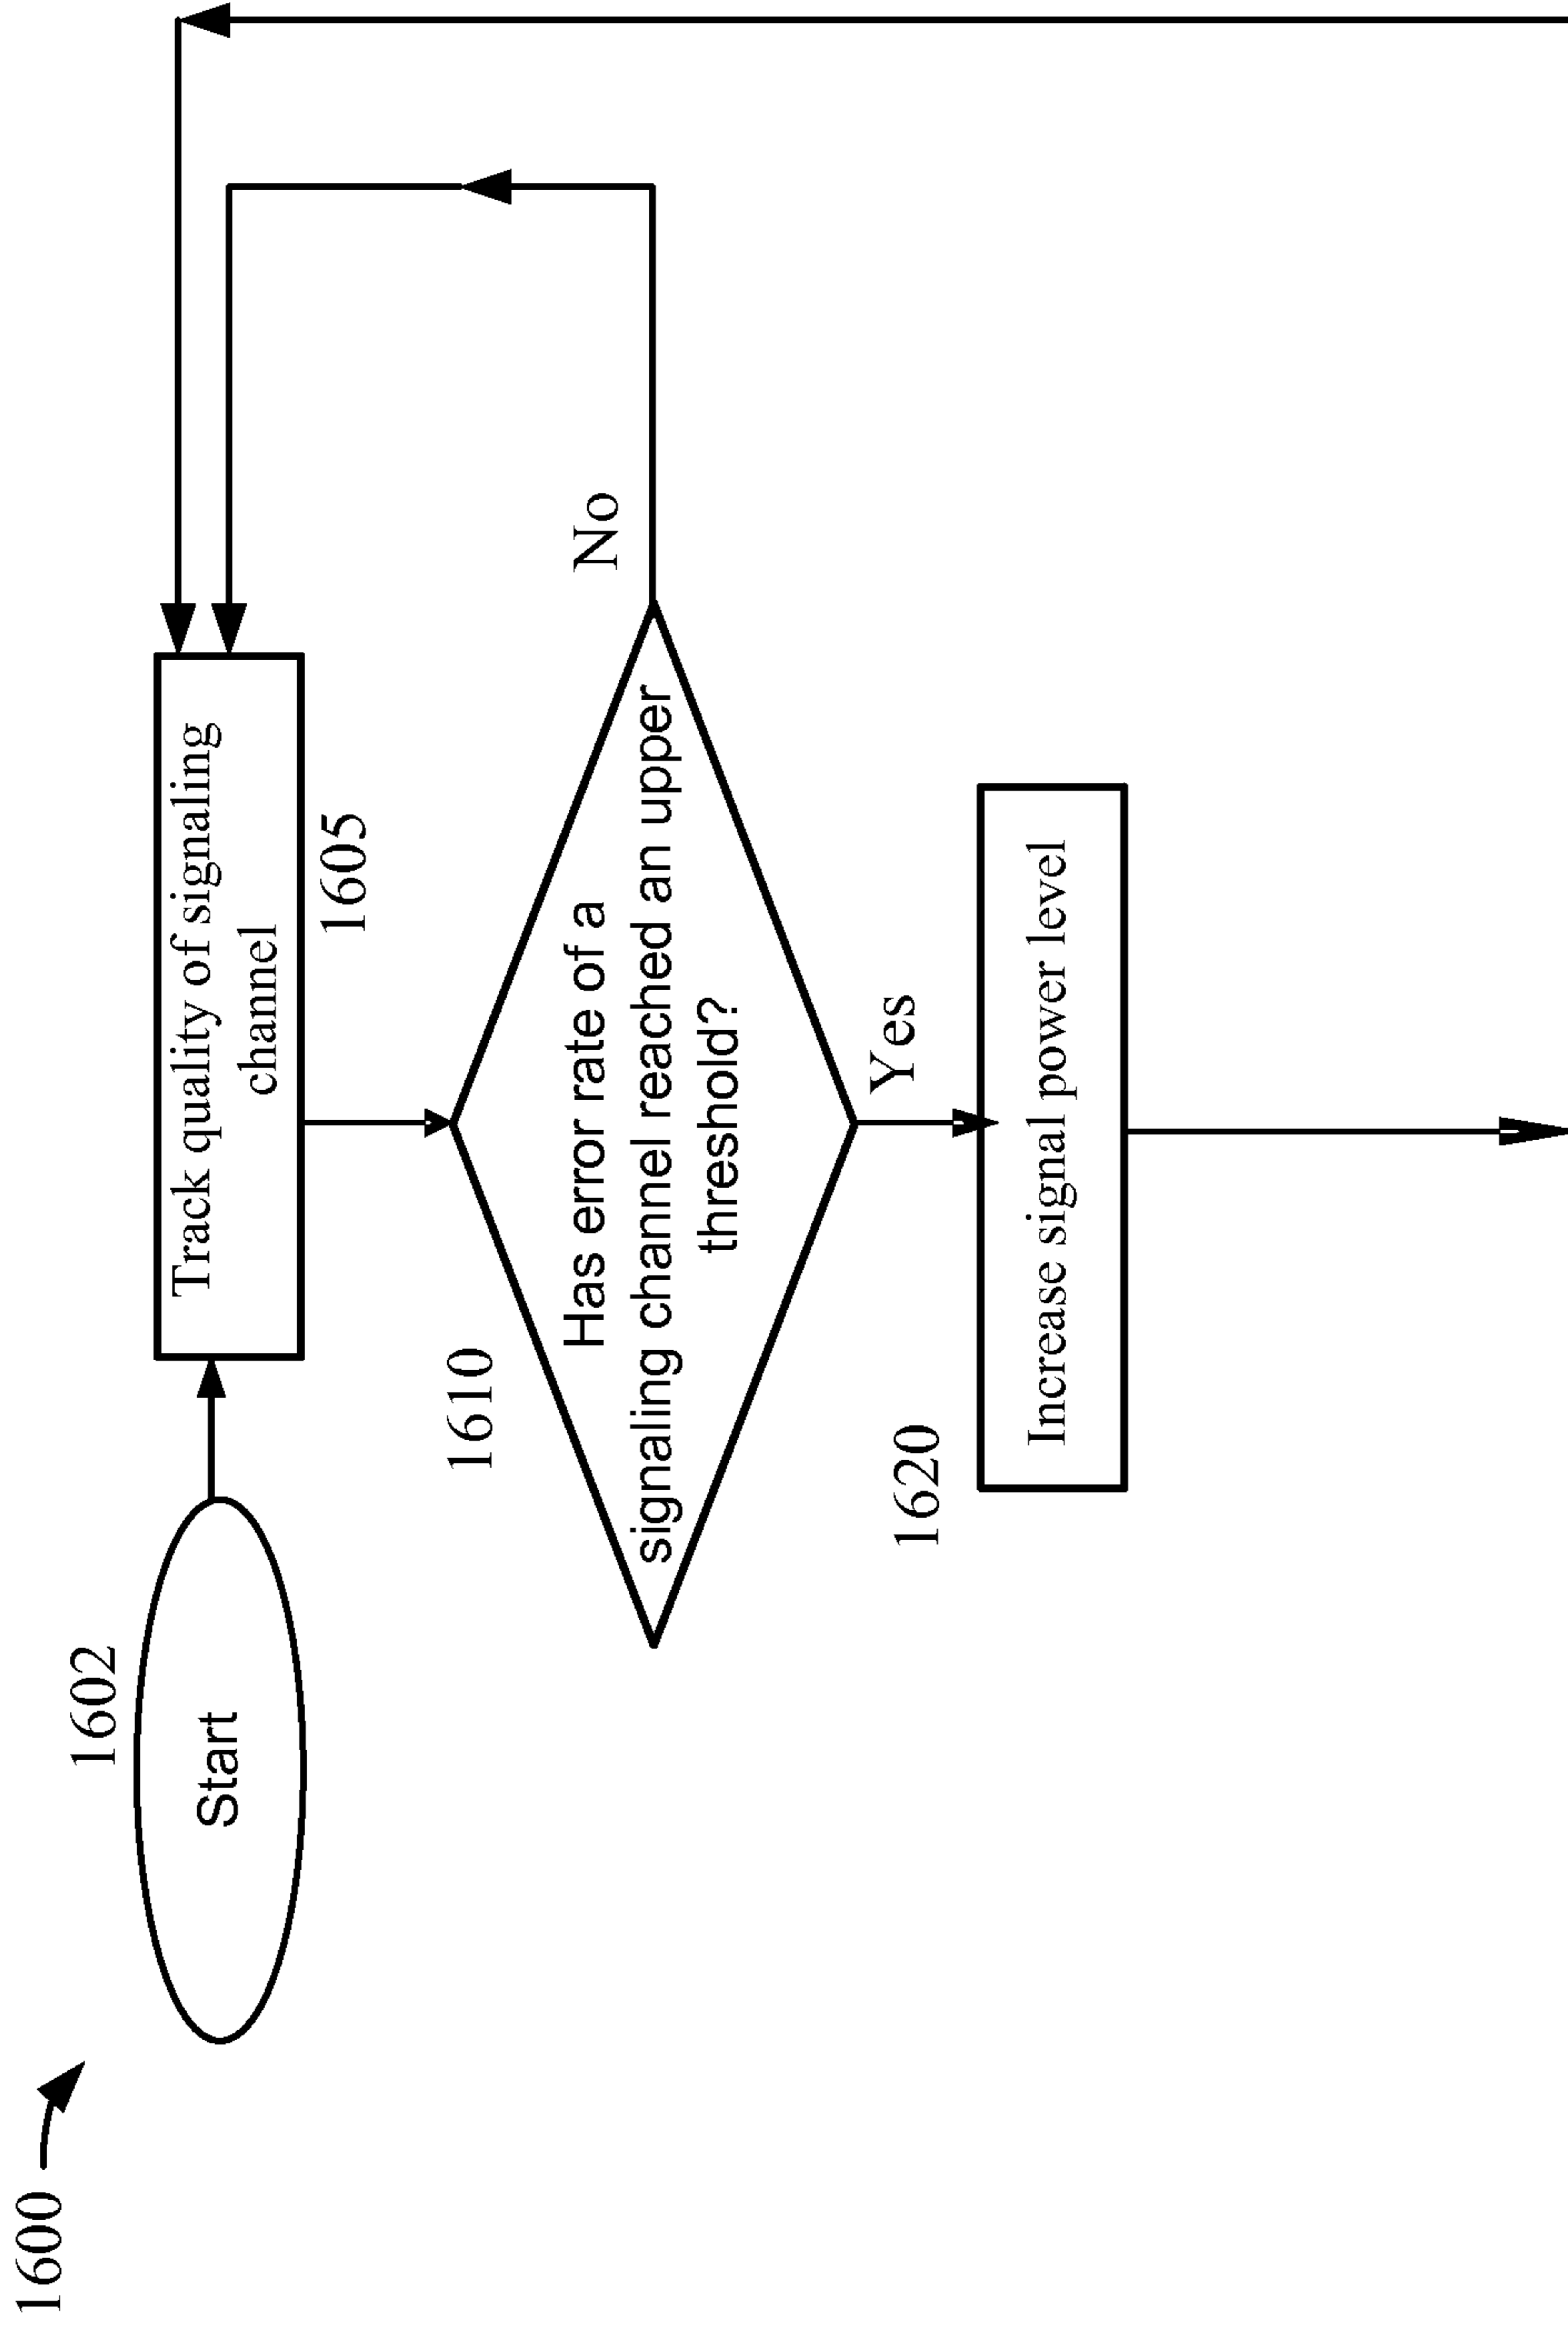 1600
1602
Start
Track quality of signaling
channel
1605
1610
Has error rate of a
signaling channel reached an upper
threshold?
No
Yes
1620
Increase signal power level